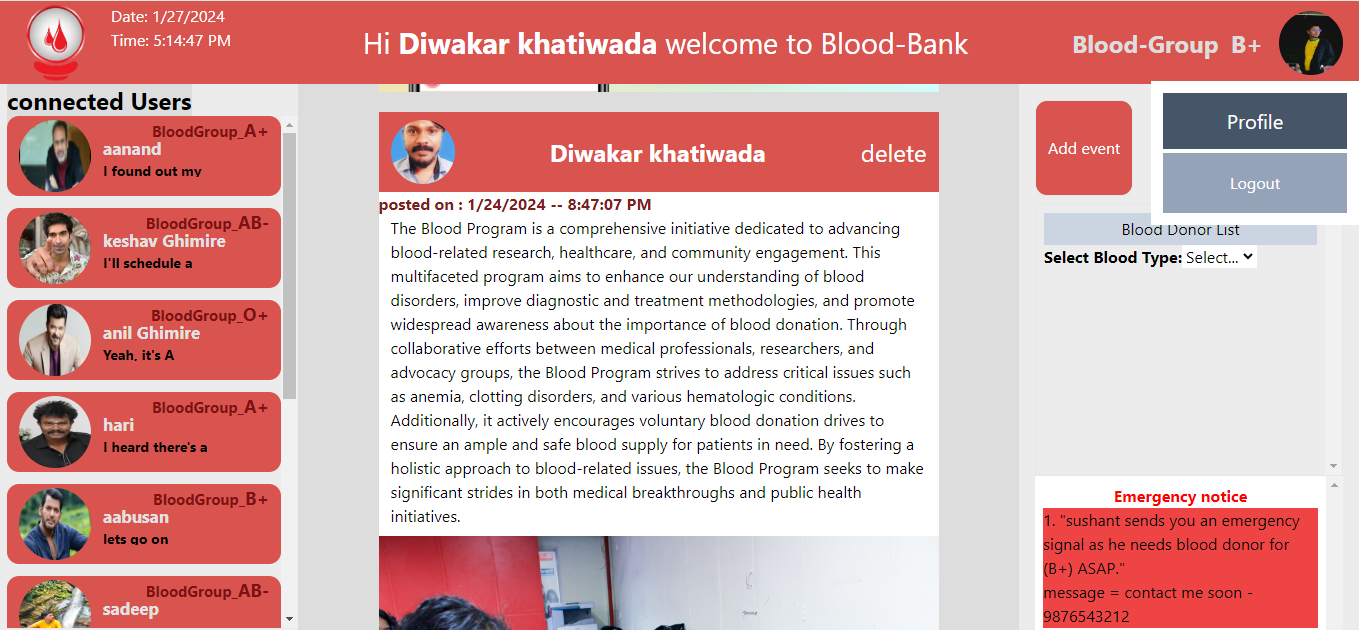 Date: 1/27/2024
Time: 5:14:47 PM
Hi Diwakar khatiwada welcome to Blood-Bank
Blood-Group B+
connected Users
BloodGroup_A+
aanand
I found out my
BloodGroup_AB-
keshav Ghimire
I'll schedule a
BloodGroup_O+
anil Ghimire
Yeah, it's A
BloodGroup_A+
hari
I heard there's a
BloodGroup_B+
aabusan
lets go on
BloodGroup_AB-
sadeep
Diwakar khatiwada
delete
posted on : 1/24/2024 -- 8:47:07 PM
The Blood Program is a comprehensive initiative dedicated to advancing
blood-related research, healthcare, and community engagement. This
multifaceted program aims to enhance our understanding of blood
disorders, improve diagnostic and treatment methodologies, and promote
widespread awareness about the importance of blood donation. Through
collaborative efforts between medical professionals, researchers, and
advocacy groups, the Blood Program strives to address critical issues such
as anemia, clotting disorders, and various hematologic conditions.
Additionally, it actively encourages voluntary blood donation drives to
ensure an ample and safe blood supply for patients in need. By fostering a
holistic approach to blood-related issues, the Blood Program seeks to make
significant strides in both medical breakthroughs and public health
initiatives.
Add event
Profile
Logout
Blood Donor List
Select Blood Type: Select...
Emergency notice
1. "sushant sends you an emergency
signal as he needs blood donor for
(B+) ASAP."
message = contact me soon -
9876543212